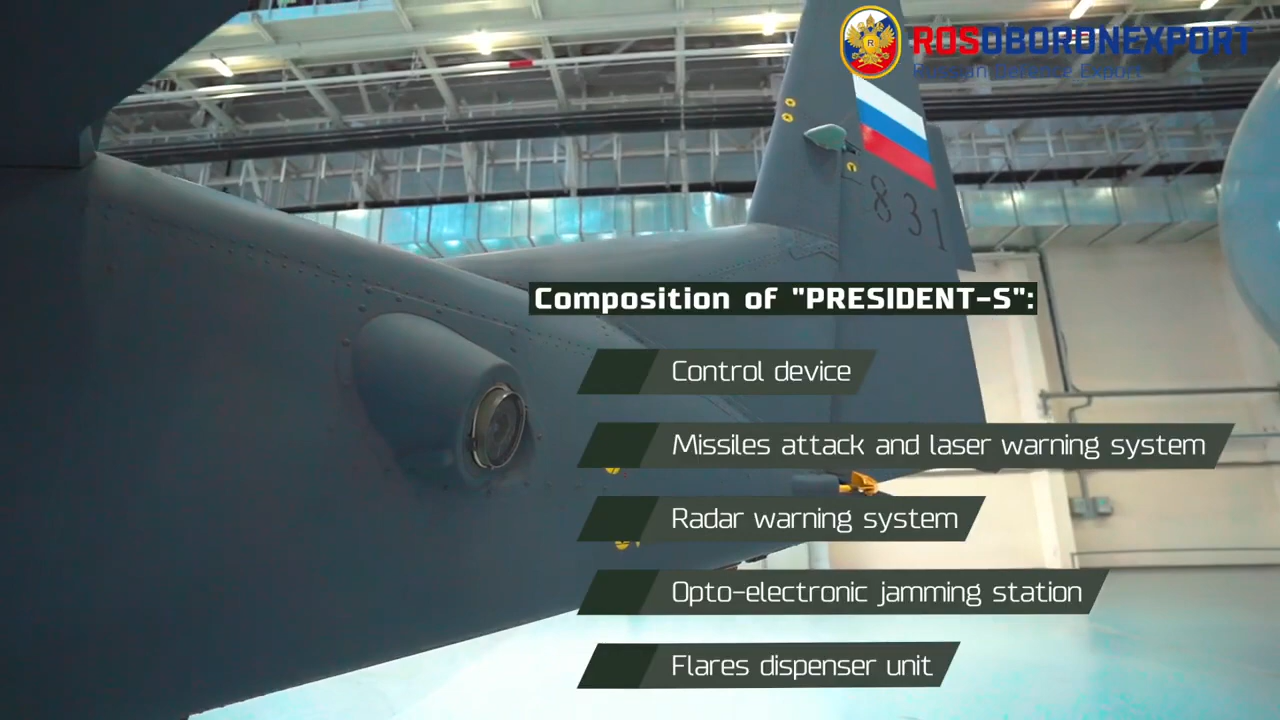 ROSOBORONEXPORT
Russian Defence Export
831
Composition of "PRESIDENT-S":
Control device
Missiles attack and laser warning system
Radar warning system
Opto-electronic jamming station
Flares dispenser unit